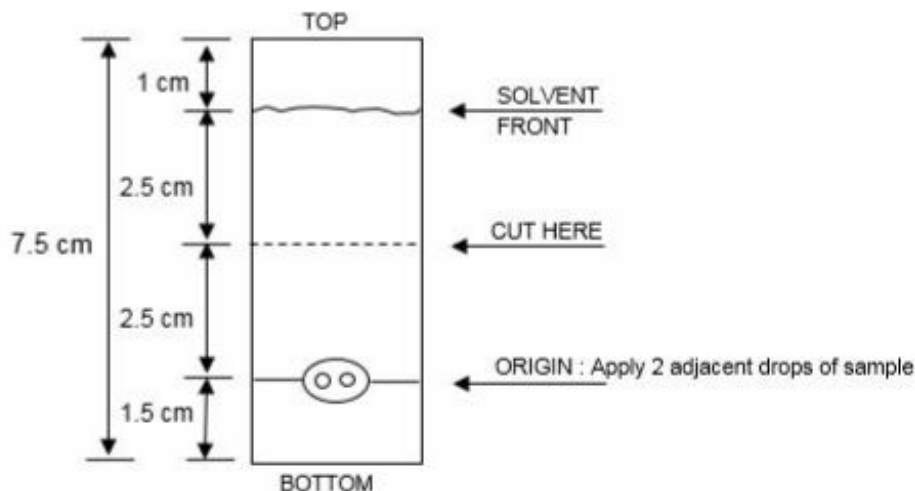 TOP
1 cm
SOLVENT
FRONT
2.5 cm
7.5 cm
CUT HERE
2.5 cm
ORIGIN : Apply 2 adjacent drops of sample
1.5 cm
BOTTOM